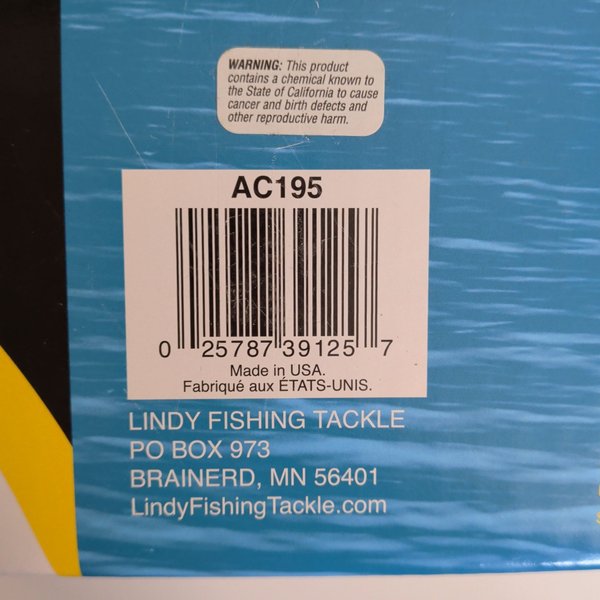 WARNING: This product
contains a chemical known to
the State of California to cause
cancer and birth defects and
other reproductive harm.
AC195
0 25787 39125 7
Made in USA.
Fabriqué aux ÉTATS-UNIS.
LINDY FISHING TACKLE
PO BOX 973
BRAINERD, MN 56401
LindyFishingTackle.com